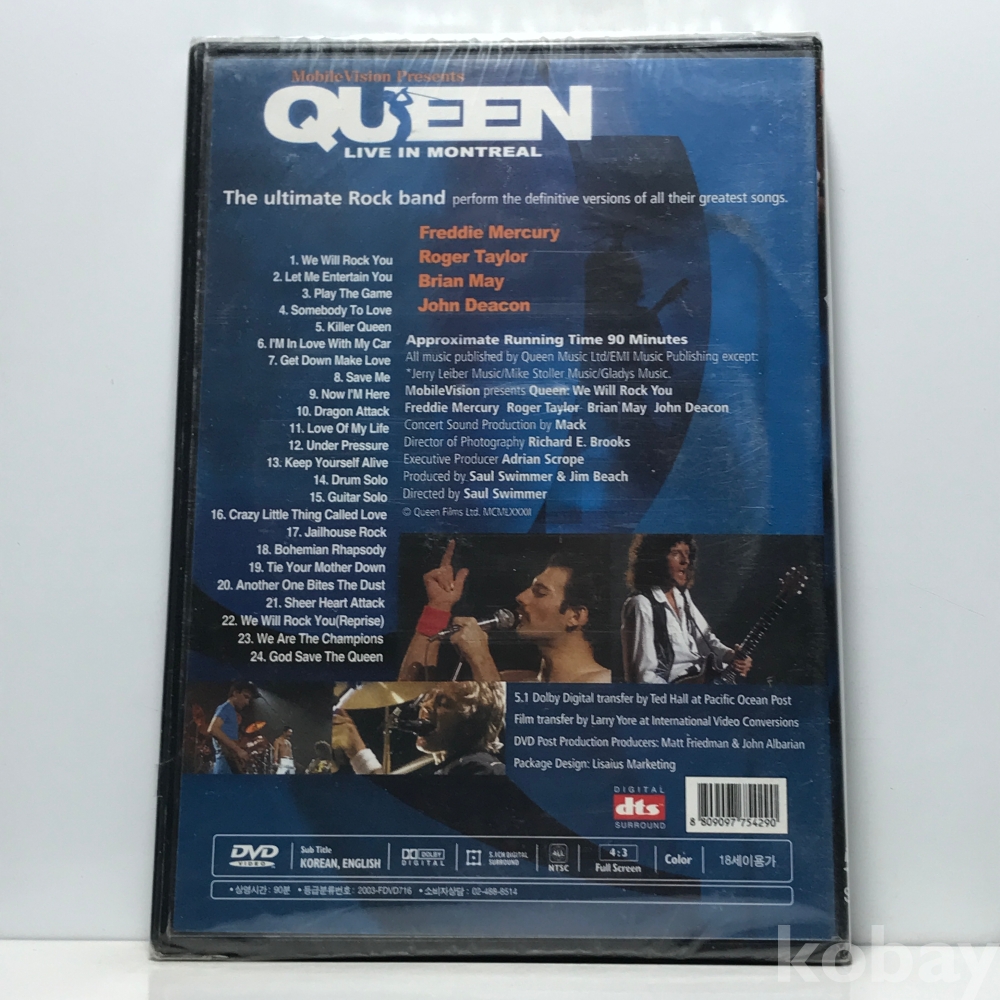 MobileVision Presents
QUEEN
LIVE IN MONTREAL
The ultimate Rock band perform the definitive versions of all their greatest songs.
Freddie Mercury
Roger Taylor
Brian May
John Deacon
1. We Will Rock You
2. Let Me Entertain You
3. Play The Game
4. Somebody To Love
5. Killer Queen
6. I'M In Love With My Car
7. Get Down Make Love
8. Save Me
9. Now I'M Here
10. Dragon Attack
11. Love Of My Life
12. Under Pressure
13. Keep Yourself Alive
14. Drum Solo
15. Guitar Solo
16. Crazy Little Thing Called Love
17. Jailhouse Rock
18. Bohemian Rhapsody
19. Tie Your Mother Down
20. Another One Bites The Dust
21. Sheer Heart Attack
22. We Will Rock You(Reprise)
23. We Are The Champions
24. God Save The Queen
Approximate Running Time 90 Minutes
All music published by Queen Music Ltd/EMI Music Publishing except:
*Jerry Leiber Music/Mike Stoller Music/Gladys Music.
MobileVision presents Queen: We Will Rock You
Freddie Mercury Roger Taylor Brian May John Deacon
Concert Sound Production by Mack
Director of Photography Richard E. Brooks
Executive Producer Adrian Scrope
Produced by Saul Swimmer & Jim Beach
Directed by Saul Swimmer
© Queen Films Ltd. MCMLXXXII
5.1 Dolby Digital transfer by Ted Hall at Pacific Ocean Post
Film transfer by Larry Yore at International Video Conversions
DVD Post Production Producers: Matt Friedman & John Albarian
Package Design: Lisaius Marketing
DIGITAL
dts
SURROUND
8 809097 754290
DVD
VIDEO
Sub Title
KOREAN, ENGLISH
DOLBY
DIGITAL
5.1CH DIGITAL
SURROUND
ALL
NTSC
4:3
Full Screen
Color
18세이용가
• 상영시간 : 90분 • 등급분류번호 : 2003-FDVD716 • 소비자상담 : 02-488-8514
kobay